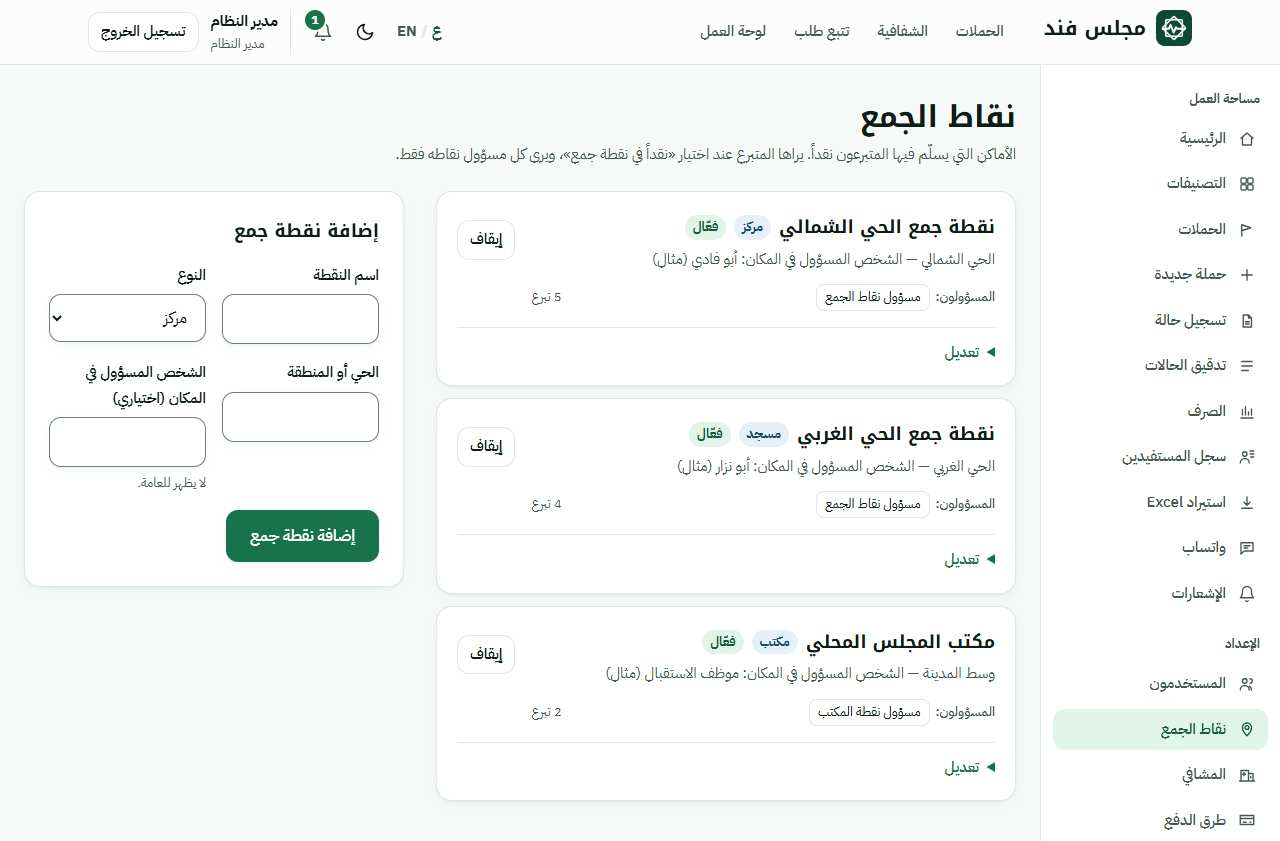 مجلس فند
الحملات
الشفافية
تتبع طلب
لوحة العمل
ع / EN
1
مدير النظام
مدير النظام
تسجيل الخروج
مساحة العمل
الرئيسية
التصنيفات
الحملات
حملة جديدة
تسجيل حالة
تدقيق الحالات
الصرف
سجل المستفيدين
استيراد Excel
واتساب
الإشعارات
الإعداد
المستخدمون
نقاط الجمع
المشافي
طرق الدفع
نقاط الجمع
الأماكن التي يسلّم فيها المتبرعون نقداً. يراها المتبرع عند اختيار «نقداً في نقطة جمع»، ويرى كل مسؤول نقاطه فقط.
نقطة جمع الحي الشمالي مركز فعّال
إيقاف
الحي الشمالي — الشخص المسؤول في المكان: أبو فادي (مثال)
المسؤولون: مسؤول نقاط الجمع
5 تبرع
تعديل
نقطة جمع الحي الغربي مسجد فعّال
إيقاف
الحي الغربي — الشخص المسؤول في المكان: أبو نزار (مثال)
المسؤولون: مسؤول نقاط الجمع
4 تبرع
تعديل
مكتب المجلس المحلي مكتب فعّال
إيقاف
وسط المدينة — الشخص المسؤول في المكان: موظف الاستقبال (مثال)
المسؤولون: مسؤول نقطة المكتب
2 تبرع
تعديل
إضافة نقطة جمع
اسم النقطة
النوع
مركز
الحي أو المنطقة
الشخص المسؤول في
المكان (اختياري)
لا يظهر للعامة.
إضافة نقطة جمع